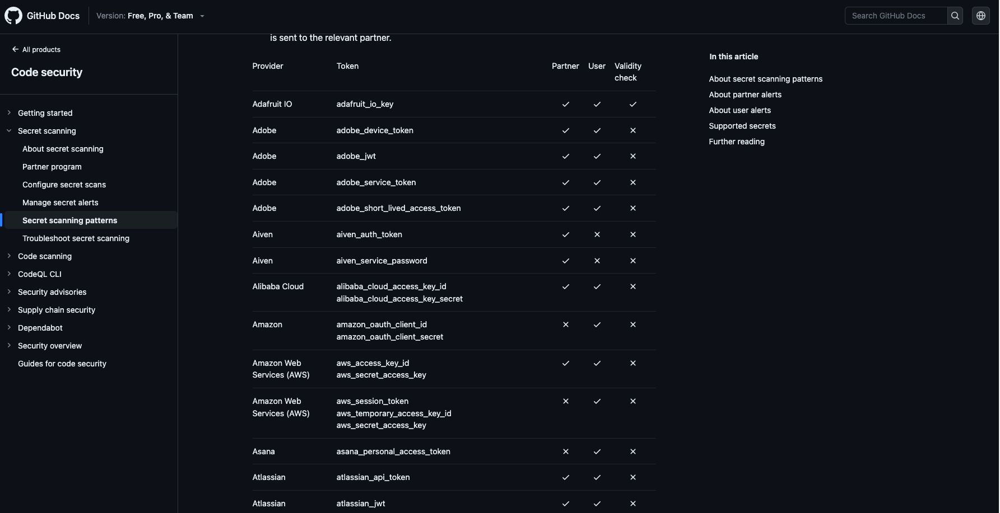 GitHub Docs
Version: Free, Pro, & Team
Search GitHub Docs
All products
Code security
Getting started
Secret scanning
About secret scanning
Partner program
Configure secret scans
Manage secret alerts
Secret scanning patterns
Troubleshoot secret scanning
Code scanning
CodeQL CLI
Security advisories
Supply chain security
Dependabot
Security overview
Guides for code security
is sent to the relevant partner.
Provider Token Partner User Validity
check
Adafruit IO adafruit_io_key ✓ ✓ ✓
Adobe adobe_device_token ✓ ✓ ✕
Adobe adobe_jwt ✓ ✓ ✕
Adobe adobe_service_token ✓ ✓ ✕
Adobe adobe_short_lived_access_token ✓ ✓ ✕
Aiven aiven_auth_token ✓ ✕ ✕
Aiven aiven_service_password ✓ ✕ ✕
Alibaba Cloud alibaba_cloud_access_key_id ✓ ✓ ✕
alibaba_cloud_access_key_secret
Amazon amazon_oauth_client_id ✕ ✓ ✕
amazon_oauth_client_secret
Amazon Web aws_access_key_id ✓ ✓ ✕
Services (AWS) aws_secret_access_key
Amazon Web aws_session_token ✕ ✓ ✕
Services (AWS) aws_temporary_access_key_id
aws_secret_access_key
Asana asana_personal_access_token ✕ ✓ ✕
Atlassian atlassian_api_token ✓ ✓ ✕
Atlassian atlassian_jwt ✓ ✓ ✕
In this article
About secret scanning patterns
About partner alerts
About user alerts
Supported secrets
Further reading